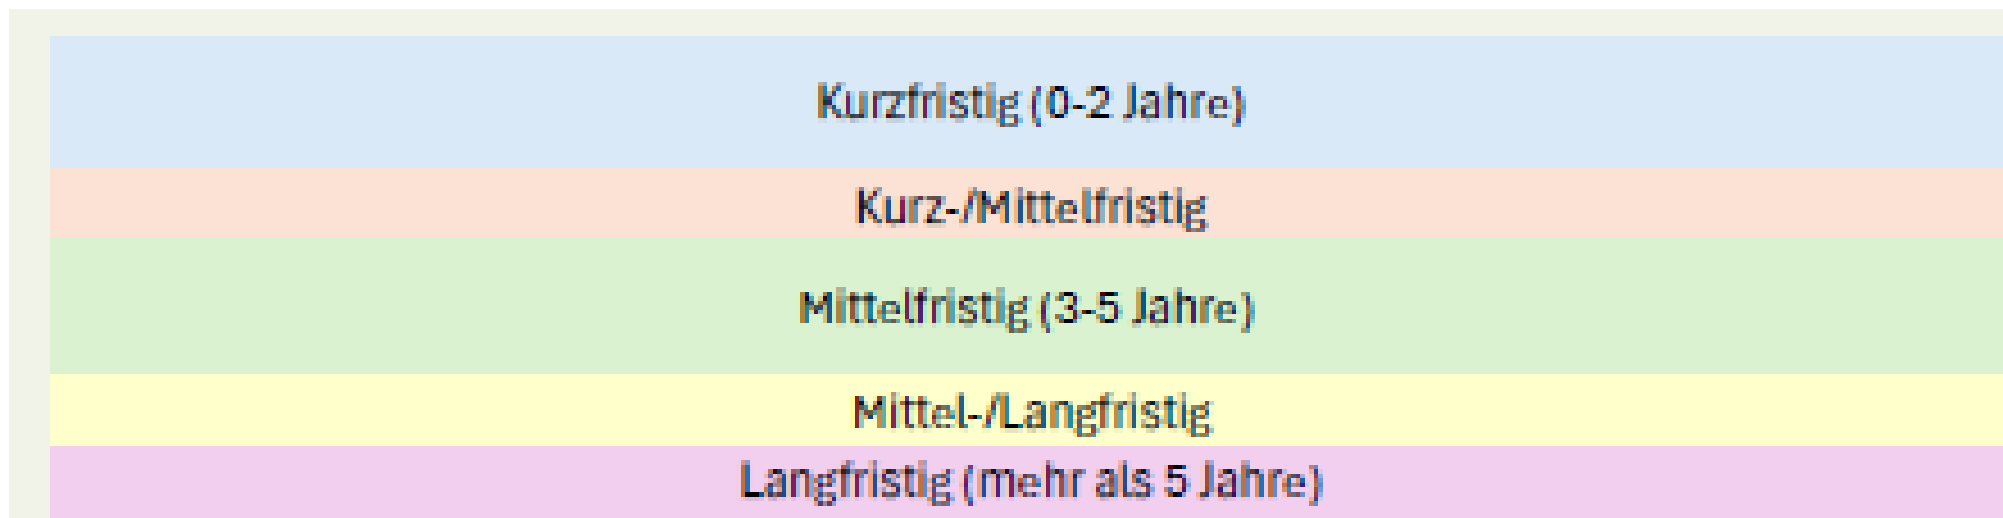 Kurzfristig (0-2 Jahre)
Kurz-/Mittelfristig
Mittelfristig (3-5 Jahre)
Mittel-/Langfristig
Langfristig (mehr als 5 Jahre)